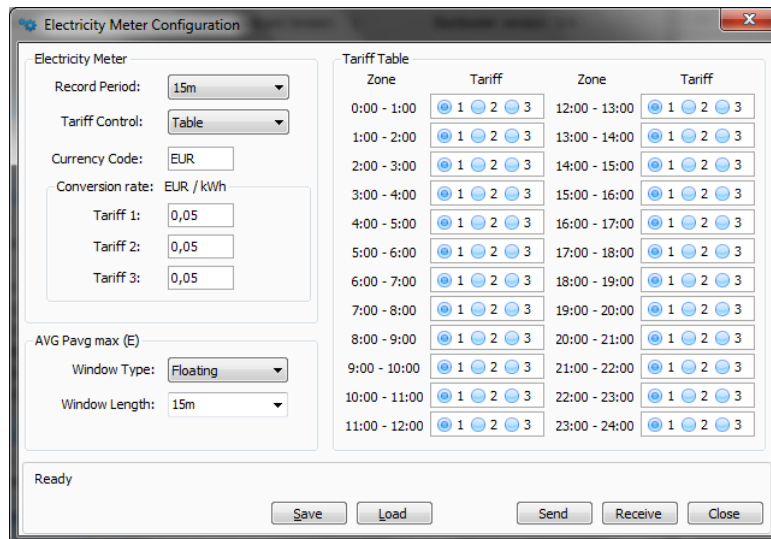 Electricity Meter Configuration
Electricity Meter
Record Period: 15m
Tariff Control: Table
Currency Code: EUR
Conversion rate: EUR / kWh
Tariff 1: 0,05
Tariff 2: 0,05
Tariff 3: 0,05
AVG Pavg max (E)
Window Type: Floating
Window Length: 15m
Tariff Table
Zone Tariff Zone Tariff
0:00 - 1:00 1 2 3 12:00 - 13:00 1 2 3
1:00 - 2:00 1 2 3 13:00 - 14:00 1 2 3
2:00 - 3:00 1 2 3 14:00 - 15:00 1 2 3
3:00 - 4:00 1 2 3 15:00 - 16:00 1 2 3
4:00 - 5:00 1 2 3 16:00 - 17:00 1 2 3
5:00 - 6:00 1 2 3 17:00 - 18:00 1 2 3
6:00 - 7:00 1 2 3 18:00 - 19:00 1 2 3
7:00 - 8:00 1 2 3 19:00 - 20:00 1 2 3
8:00 - 9:00 1 2 3 20:00 - 21:00 1 2 3
9:00 - 10:00 1 2 3 21:00 - 22:00 1 2 3
10:00 - 11:00 1 2 3 22:00 - 23:00 1 2 3
11:00 - 12:00 1 2 3 23:00 - 24:00 1 2 3
Ready
Save Load Send Receive Close